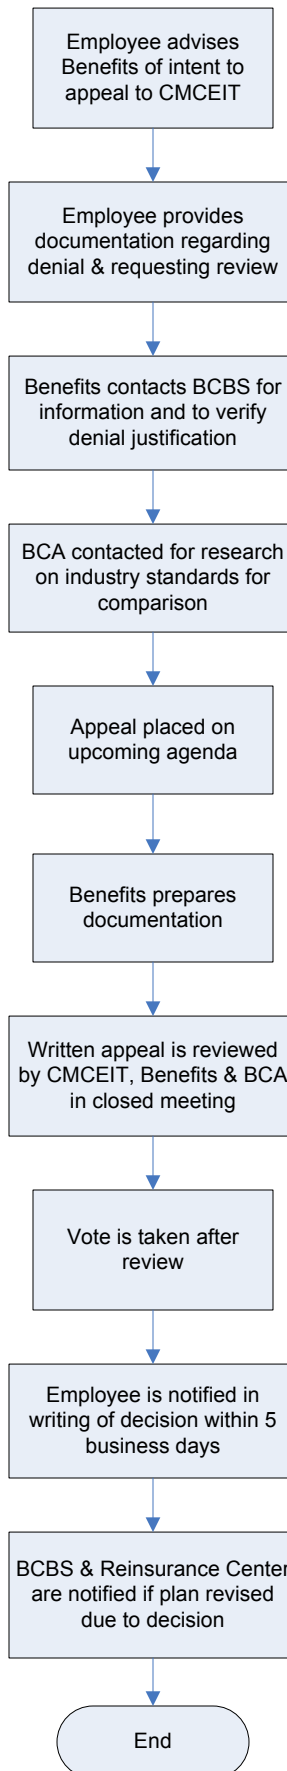 Employee advises
Benefits of intent to
appeal to CMCEIT
Employee provides
documentation regarding
denial & requesting review
Benefits contacts BCBS for
information and to verify
denial justification
BCA contacted for research
on industry standards for
comparison
Appeal placed on
upcoming agenda
Benefits prepares
documentation
Written appeal is reviewed
by CMCEIT, Benefits & BCA
in closed meeting
Vote is taken after
review
Employee is notified in
writing of decision within 5
business days
BCBS & Reinsurance Center
are notified if plan revised
due to decision
End